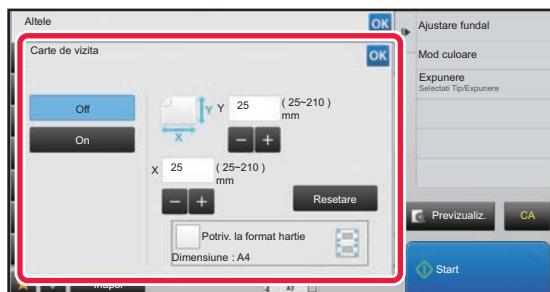 Altele
OK
Carte de vizita
OK
Off
On
Y
Y
25
( 25~210 )
mm
X
X
25
( 25~210 )
mm
Resetare
Potriv. la format hartie
Dimensiune : A4
Inapoi
Ajustare fundal
Mod culoare
Expunere
Selectati Tip/Expunere
Previzualiz.
CA
Start